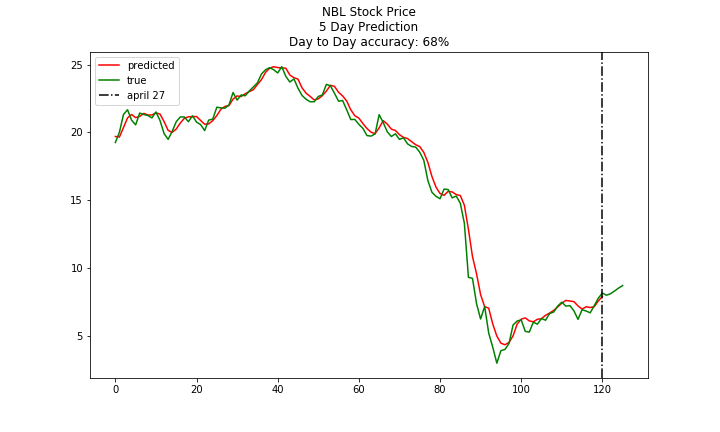 NBL Stock Price
5 Day Prediction
Day to Day accuracy: 68%
predicted
true
april 27
25
20
15
10
5
0 20 40 60 80 100 120